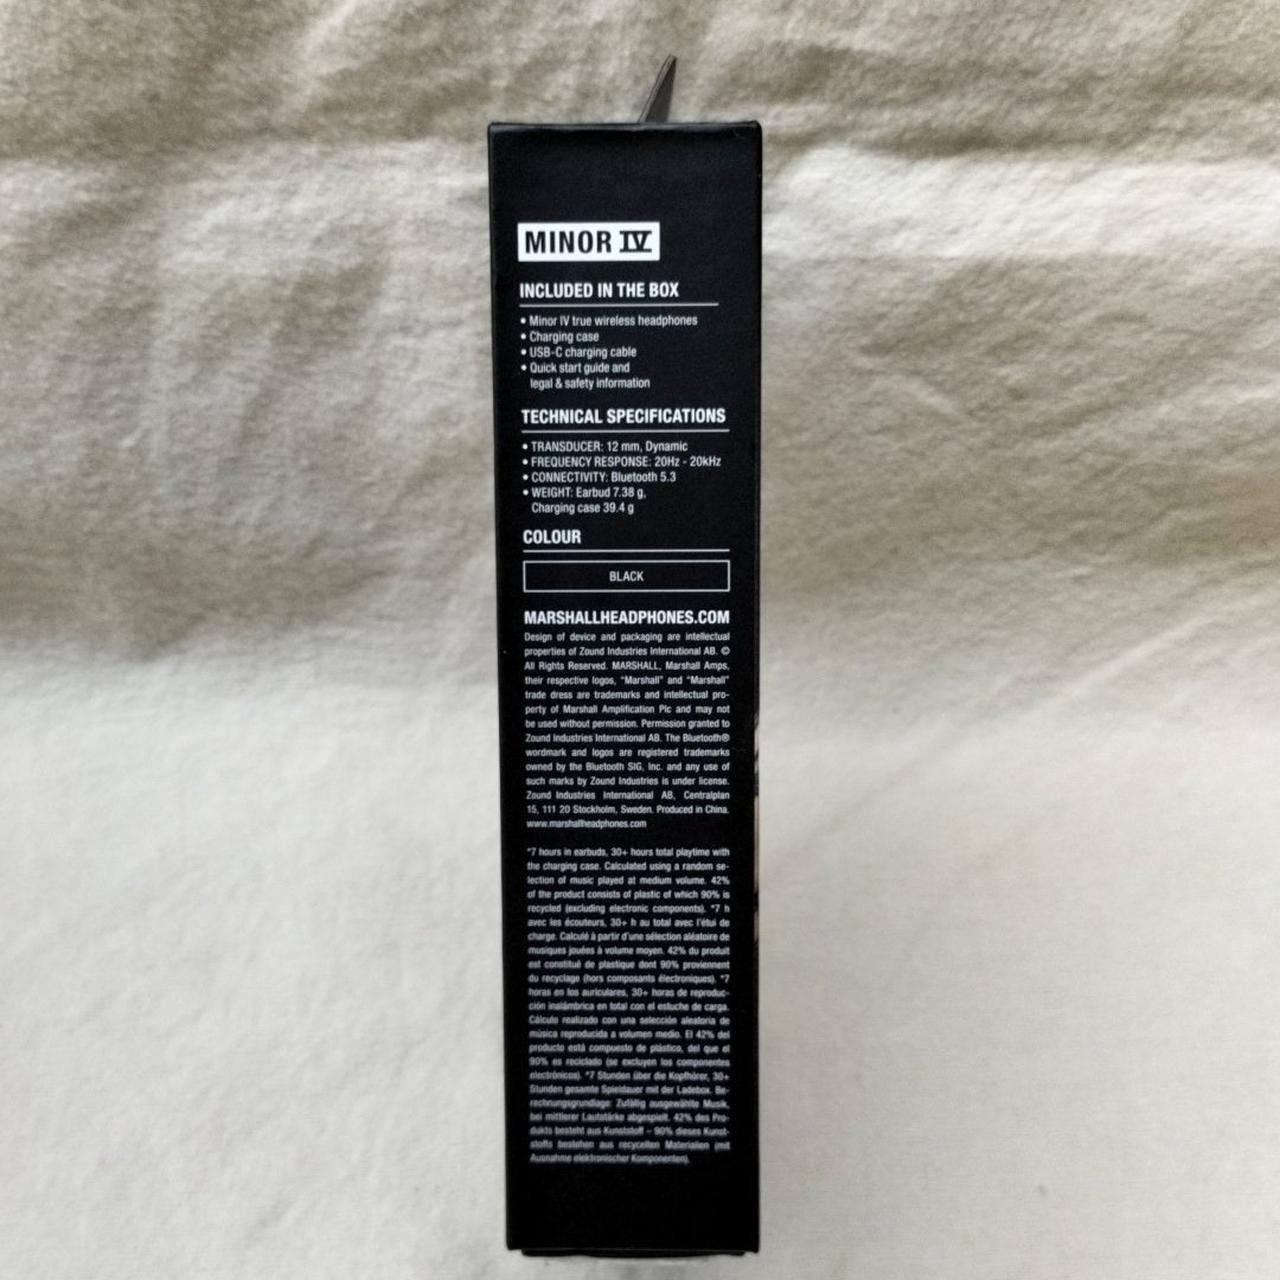 MINOR IV
INCLUDED IN THE BOX
• Minor IV true wireless headphones
• Charging case
• USB-C charging cable
• Quick start guide and
legal & safety information
TECHNICAL SPECIFICATIONS
• TRANSDUCER: 12 mm, Dynamic
• FREQUENCY RESPONSE: 20Hz - 20kHz
• CONNECTIVITY: Bluetooth 5.3
• WEIGHT: Earbud 7.38 g,
Charging case 39.4 g
COLOUR
BLACK
MARSHALLHEADPHONES.COM
Design of device and packaging are intellectual
properties of Zound Industries International AB. ©
All Rights Reserved. MARSHALL, Marshall Amps,
their respective logos, "Marshall" and "Marshall"
trade dress are trademarks and intellectual pro-
perty of Marshall Amplification Plc and may not
be used without permission. Permission granted to
Zound Industries International AB. The Bluetooth®
wordmark and logos are registered trademarks
owned by the Bluetooth SIG, Inc. and any use of
such marks by Zound Industries is under license.
Zound Industries International AB, Centralplan
15, 111 20 Stockholm, Sweden. Produced in China.
www.marshallheadphones.com
*7 hours in earbuds, 30+ hours total playtime with
the charging case. Calculated using a random se-
lection of music played at medium volume. 42%
of the product consists of plastic of which 90% is
recycled (excluding electronic components). *7 h
avec les écouteurs, 30+ h au total avec l'étui de
charge. Calculé à partir d'une sélection aléatoire de
musiques jouées à volume moyen. 42% du produit
est constitué de plastique dont 90% proviennent
du recyclage (hors composants électroniques). *7
horas en los auriculares, 30+ horas de reproduc-
ción inalámbrica en total con el estuche de carga.
Cálculo realizado con una selección aleatoria de
música reproducida a volumen medio. El 42% del
producto está compuesto de plástico, del que el
90% es reciclado (se excluyen los componentes
electrónicos). *7 Stunden über die Kopfhörer, 30+
Stunden gesamte Spieldauer mit der Ladebox. Be-
rechnungsgrundlage: Zufällig ausgewählte Musik,
bei mittlerer Lautstärke abgespielt. 42% des Pro-
dukts besteht aus Kunststoff – 90% dieses Kunst-
stoffs bestehen aus recycelten Materialien (mit
Ausnahme elektronischer Komponenten).